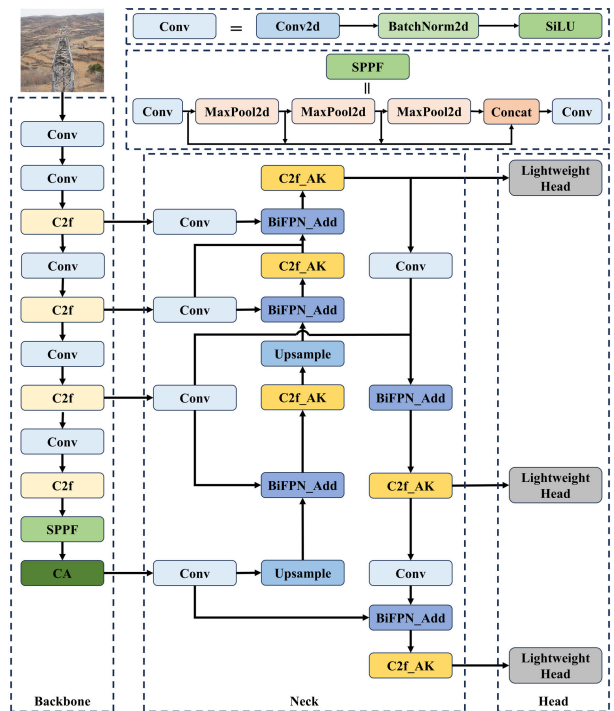 Conv = Conv2d BatchNorm2d SiLU
SPPF
=
Conv MaxPool2d MaxPool2d MaxPool2d Concat Conv
Conv
Conv
C2f
Conv
C2f
Conv
C2f
Conv
C2f
SPPF
CA
Backbone
C2f_AK
Conv BiFPN_Add
C2f_AK
Conv
Conv BiFPN_Add
Upsample
Conv C2f_AK BiFPN_Add
BiFPN_Add C2f_AK
Conv Upsample Conv
BiFPN_Add
C2f_AK
Neck
Lightweight
Head
Lightweight
Head
Lightweight
Head
Head